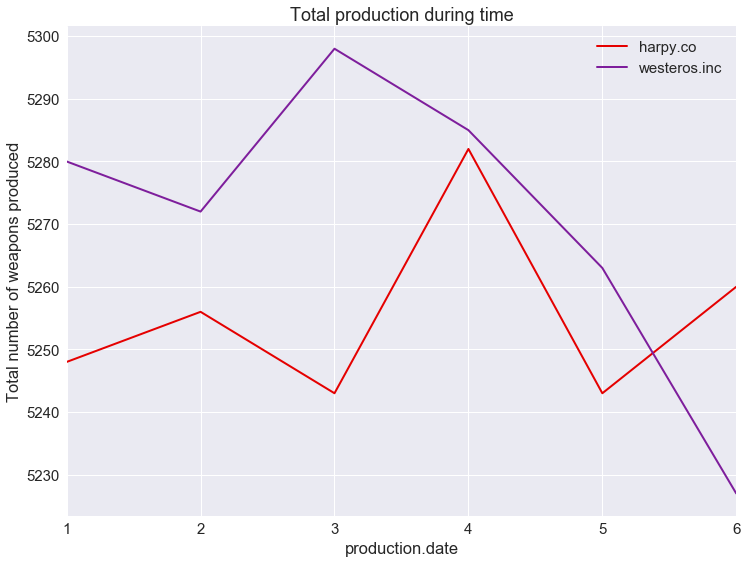 Total production during time
harpy.co
westeros.inc
Total number of weapons produced
5300
5290
5280
5270
5260
5250
5240
5230
1 2 3 4 5 6
production.date